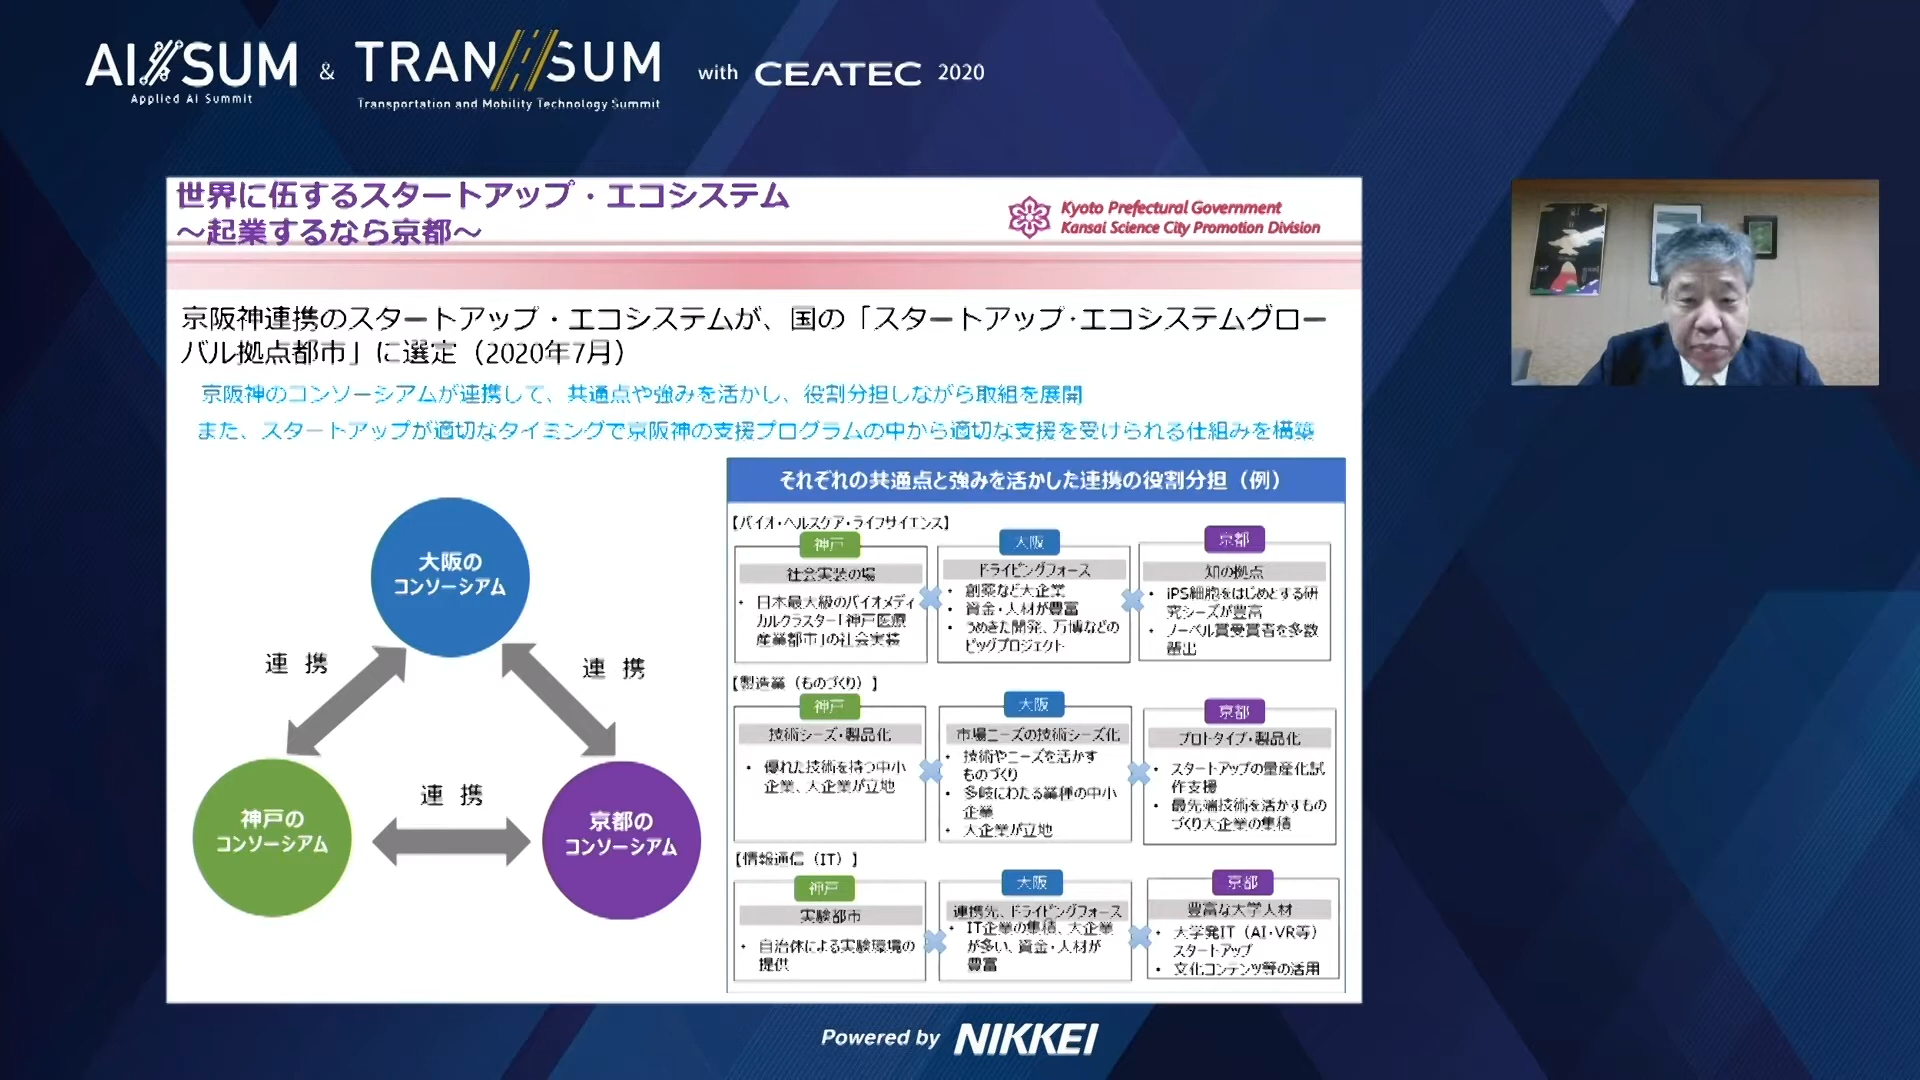 AI/SUM & TRAN/SUM with CEATEC 2020
Applied AI Summit
Transportation and Mobility Technology Summit
世界に伍するスタートアップ・エコシステム
～起業するなら京都～
Kyoto Prefectural Government
Kansai Science City Promotion Division
京阪神連携のスタートアップ・エコシステムが、国の「スタートアップ・エコシステムグロー
バル拠点都市」に選定（2020年7月）
京阪神のコンソーシアムが連携して、共通点や強みを活かし、役割分担しながら取組を展開
また、スタートアップが適切なタイミングで京阪神の支援プログラムの中から適切な支援を受けられる仕組みを構築
大阪の
コンソーシアム
連携
連携
連携
神戸の
コンソーシアム
京都の
コンソーシアム
それぞれの共通点と強みを活かした連携の役割分担（例）
【バイオ・ヘルスケア・ライフサイエンス】
神戸
社会実装の場
• 日本最大級のバイオメディ
カルクラスター「神戸医療
産業都市」の社会実装
大阪
ドライビングフォース
• 創薬など大企業
• 資金・人材が豊富
• うめきた開発、万博などの
ビッグプロジェクト
京都
知の拠点
• iPS細胞をはじめとする研
究シーズが豊富
• ノーベル賞受賞者を多数
輩出
【製造業（ものづくり）】
神戸
技術シーズ・製品化
• 優れた技術を持つ中小
企業、大企業が立地
大阪
市場ニーズの技術シーズ化
• 技術やニーズを活かす
ものづくり
• 多岐にわたる業種の中小
企業
• 大企業が立地
京都
プロトタイプ・製品化
• スタートアップの量産化試
作支援
• 最先端技術を活かすもの
づくり大企業の集積
【情報通信（IT）】
神戸
実験都市
• 自治体による実験環境の
提供
大阪
連携先、ドライビングフォース
• IT企業の集積、大企業
が多い、資金・人材が
豊富
京都
豊富な大学人材
• 大学発IT（AI・VR等）
スタートアップ
• 文化コンテンツ等の活用
Powered by NIKKEI